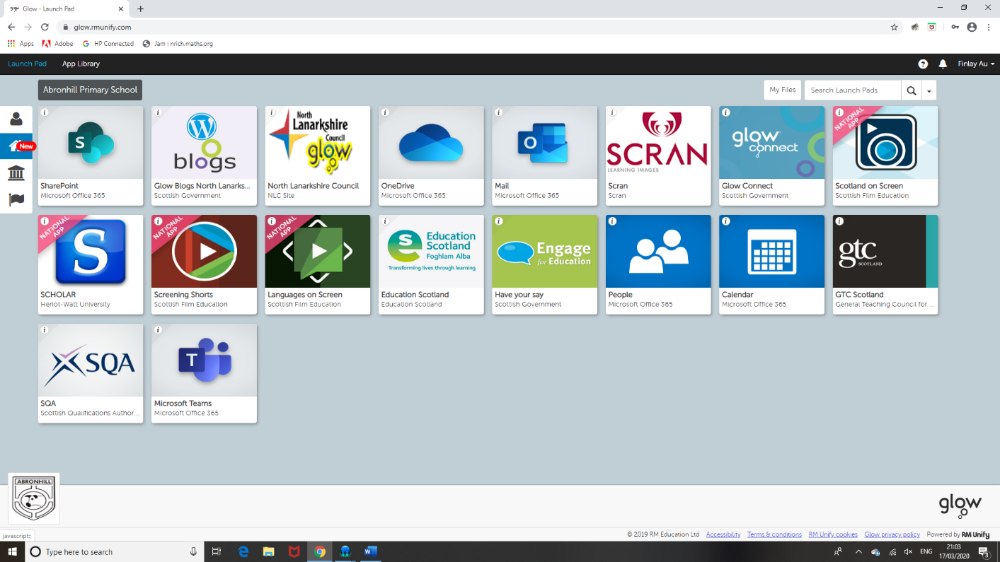 Glow - Launch Pad
glow.rmunify.com
Apps
Adobe
HP Connected
Jam : nrich.maths.org
Launch Pad
App Library
Finlay Au
Abronhill Primary School
My Files
Search Launch Pads
New
S
blogs
North
Lanarkshire
Council
glow
O
SCRAN
LEARNING IMAGES
glow
connect
NATIONAL
APP
SharePoint
Microsoft Office 365
Glow Blogs North Lanarks...
Scottish Government
North Lanarkshire Council
NLC Site
OneDrive
Microsoft Office 365
Mail
Microsoft Office 365
Scran
Scran
Glow Connect
Scottish Government
Scotland on Screen
Scottish Film Education
NATIONAL
APP
S
NATIONAL
APP
NATIONAL
APP
Education
Scotland
Foghlam Alba
Transforming lives through learning
Engage
for Education
gtc
SCOTLAND
SCHOLAR
Heriot-Watt University
Screening Shorts
Scottish Film Education
Languages on Screen
Scottish Film Education
Education Scotland
Education Scotland
Have your say
Scottish Government
People
Microsoft Office 365
Calendar
Microsoft Office 365
GTC Scotland
General Teaching Council for ...
SQA
T
SQA
Scottish Qualifications Author...
Microsoft Teams
Microsoft Office 365
ABRONHILL
glow
javascript:;
© 2019 RM Education Ltd
Accessibility
Terms & conditions
RM Unify cookies
Glow privacy policy
Powered by RM Unify
Type here to search
ENG
21:03
17/03/2020
3